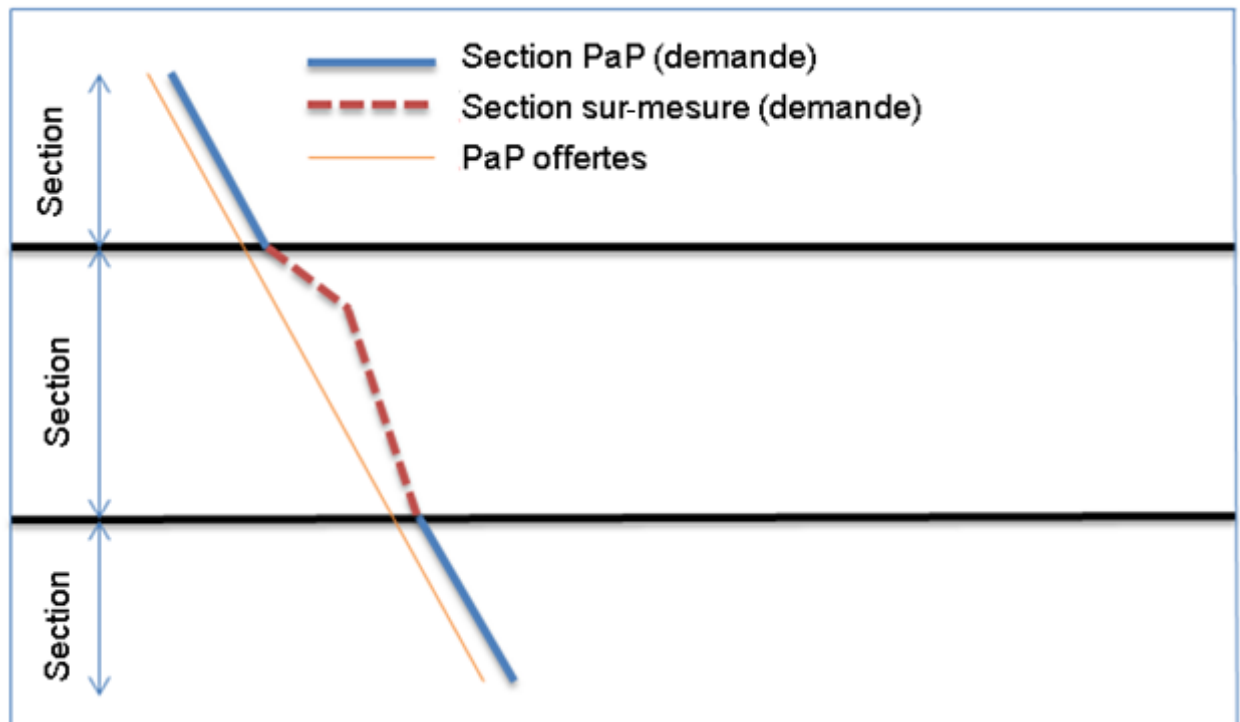 Section PaP (demande)
Section sur-mesure (demande)
PaP offertes
Section
Section
Section